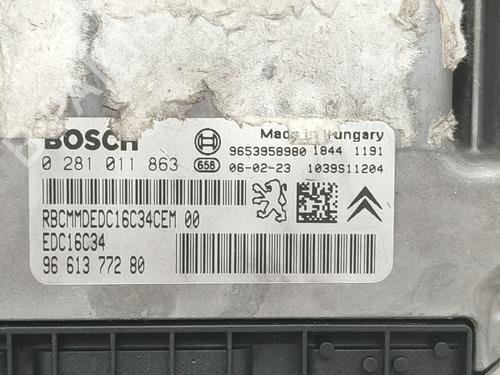 BOSCH
Made in Hungary
0 281 011 863
658
9653958980 1844 1191
06-02-23 1039S11204
RBCMMDEDC16C34CEM 00
EDC16C34
96 613 772 80